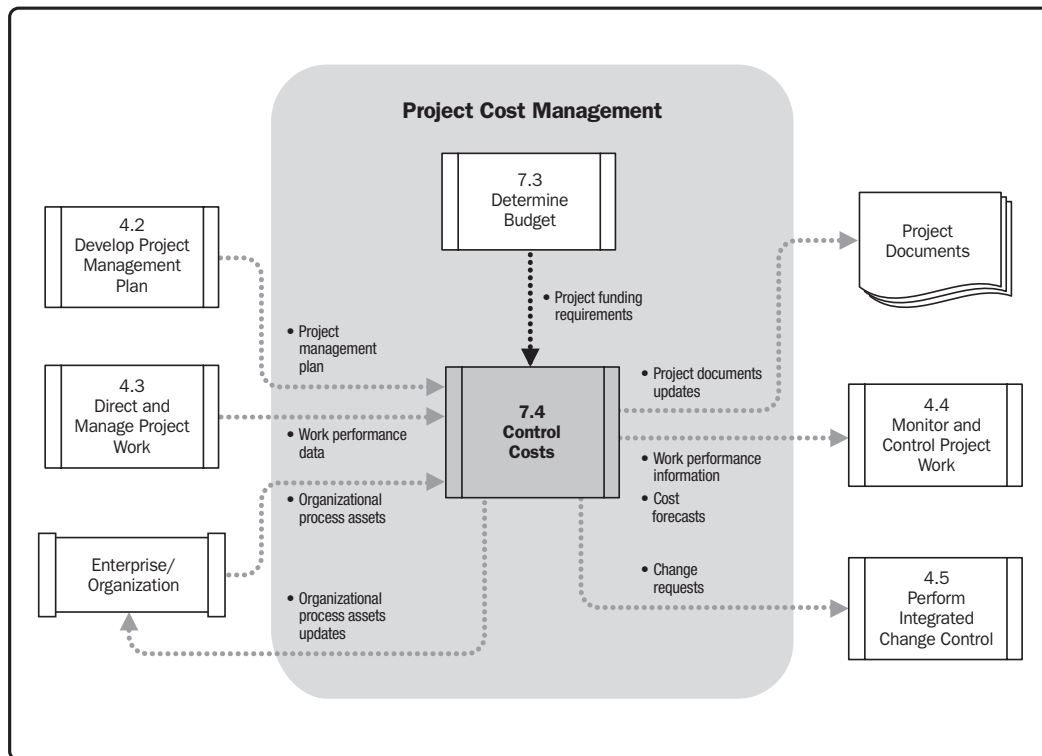 Project Cost Management
7.3
Determine
Budget
4.2
Develop Project
Management
Plan
Project
Documents
• Project funding
requirements
• Project
management
plan
4.3
Direct and
Manage Project
Work
7.4
Control
Costs
• Project documents
updates
4.4
Monitor and
Control Project
Work
• Work performance
data
• Work performance
information
• Cost
forecasts
• Organizational
process assets
Enterprise/
Organization
• Change
requests
4.5
Perform
Integrated
Change Control
• Organizational
process assets
updates